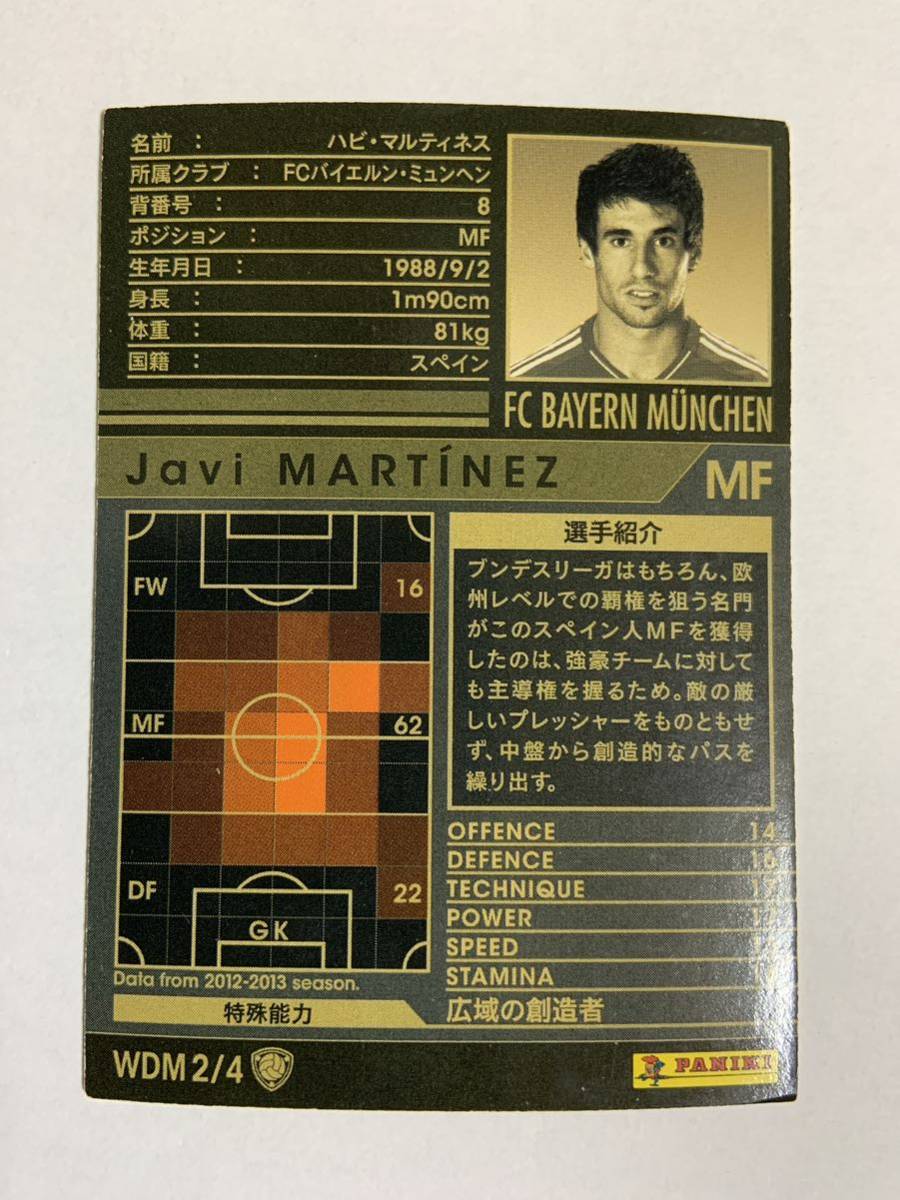 名前 : ハビ・マルティネス
所属クラブ : FCバイエルン・ミュンヘン
背番号 : 8
ポジション : MF
生年月日 : 1988/9/2
身長 : 1m90cm
体重 : 81kg
国籍 : スペイン
FC BAYERN MÜNCHEN
Javi MARTÍNEZ
MF
FW 16
MF 62
DF 22
GK
Data from 2012-2013 season.
選手紹介
ブンデスリーガはもちろん、欧
州レベルでの覇権を狙う名門
がこのスペイン人MFを獲得
したのは、強豪チームに対して
も主導権を握るため。敵の厳
しいプレッシャーをものともせ
ず、中盤から創造的なパスを
繰り出す。
OFFENCE 14
DEFENCE 16
TECHNIQUE
POWER
SPEED
STAMINA
特殊能力
広域の創造者
WDM 2/4
PANINI